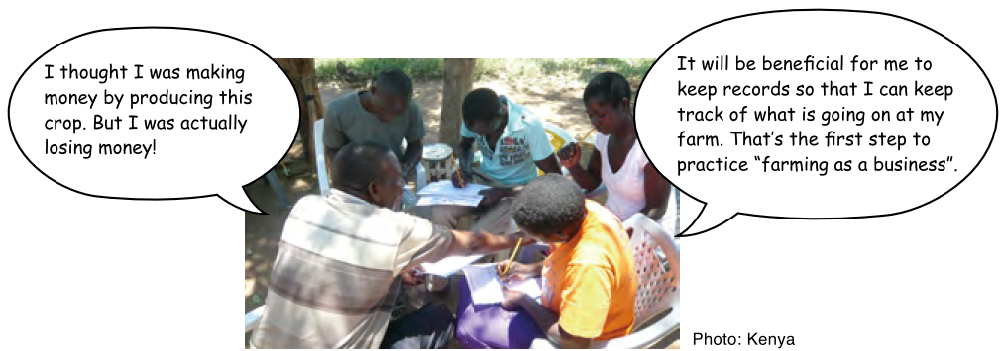 I thought I was making
money by producing this
crop. But I was actually
losing money!
It will be beneficial for me to
keep records so that I can keep
track of what is going on at my
farm. That's the first step to
practice “farming as a business”.
Photo: Kenya